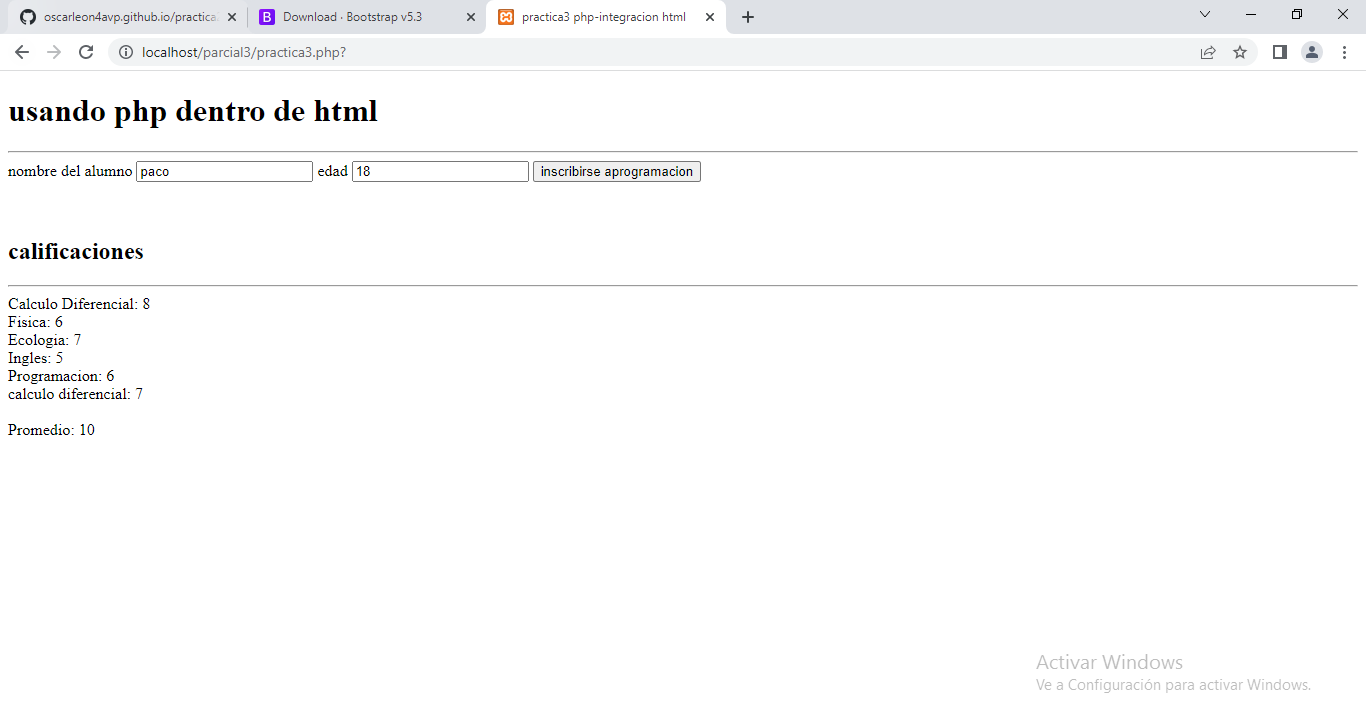 oscarleon4avp.github.io/practica
Download · Bootstrap v5.3
practica3 php-integracion html
localhost/parcial3/practica3.php?
usando php dentro de html
nombre del alumno paco edad 18 inscribirse aprogramacion
calificaciones
Calculo Diferencial: 8
Fisica: 6
Ecologia: 7
Ingles: 5
Programacion: 6
calculo diferencial: 7
Promedio: 10
Activar Windows
Ve a Configuración para activar Windows.